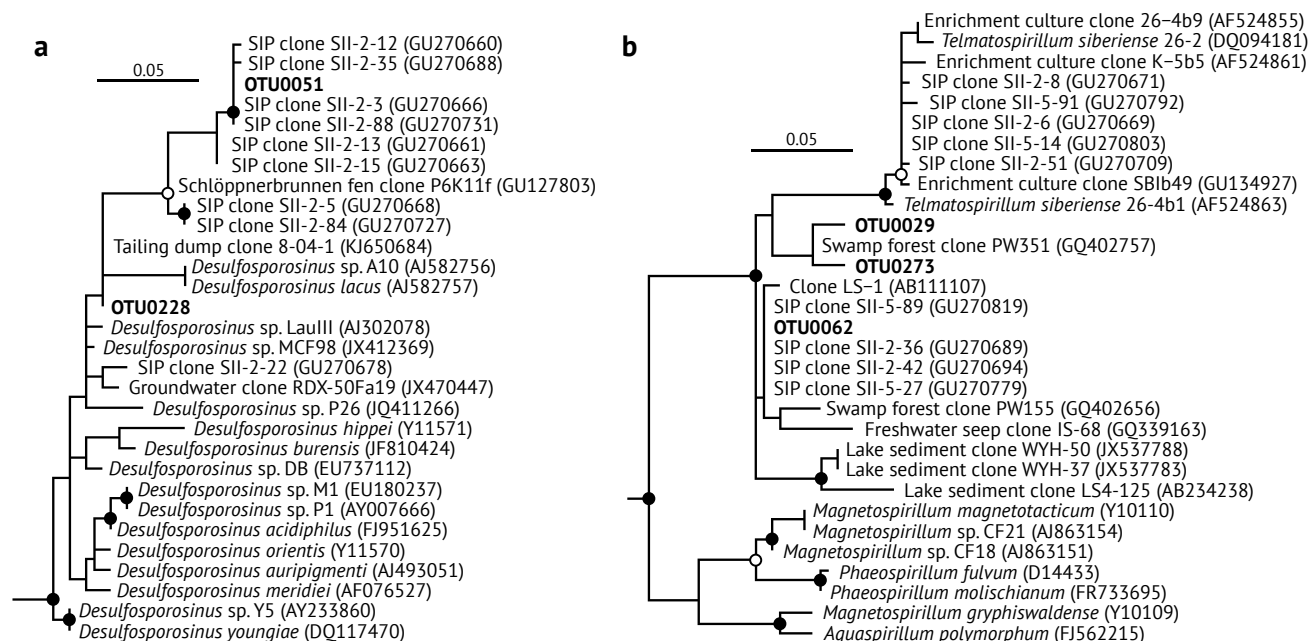 a
0.05
SIP clone SII-2-12 (GU270660)
SIP clone SII-2-35 (GU270688)
OTU0051
SIP clone SII-2-3 (GU270666)
SIP clone SII-2-88 (GU270731)
SIP clone SII-2-13 (GU270661)
SIP clone SII-2-15 (GU270663)
Schlöppnerbrunnen fen clone P6K11f (GU127803)
SIP clone SII-2-5 (GU270668)
SIP clone SII-2-84 (GU270727)
Tailing dump clone 8-04-1 (KJ650684)
Desulfosporosinus sp. A10 (AJ582756)
Desulfosporosinus lacus (AJ582757)
OTU0228
Desulfosporosinus sp. LauIII (AJ302078)
Desulfosporosinus sp. MCF98 (JX412369)
SIP clone SII-2-22 (GU270678)
Groundwater clone RDX-50Fa19 (JX470447)
Desulfosporosinus sp. P26 (JQ411266)
Desulfosporosinus hippei (Y11571)
Desulfosporosinus burensis (JF810424)
Desulfosporosinus sp. DB (EU737112)
Desulfosporosinus sp. M1 (EU180237)
Desulfosporosinus sp. P1 (AY007666)
Desulfosporosinus acidiphilus (FJ951625)
Desulfosporosinus orientis (Y11570)
Desulfosporosinus auripigmenti (AJ493051)
Desulfosporosinus meridiei (AF076527)
Desulfosporosinus sp. Y5 (AY233860)
Desulfosporosinus youngiae (DQ117470)
b
0.05
Enrichment culture clone 26-4b9 (AF524855)
Telmatospirillum siberiense 26-2 (DQ094181)
Enrichment culture clone K-5b5 (AF524861)
SIP clone SII-2-8 (GU270671)
SIP clone SII-5-91 (GU270792)
SIP clone SII-2-6 (GU270669)
SIP clone SII-5-14 (GU270803)
SIP clone SII-2-51 (GU270709)
Enrichment culture clone SBIb49 (GU134927)
Telmatospirillum siberiense 26-4b1 (AF524863)
OTU0029
Swamp forest clone PW351 (GQ402757)
OTU0273
Clone LS-1 (AB111107)
SIP clone SII-5-89 (GU270819)
OTU0062
SIP clone SII-2-36 (GU270689)
SIP clone SII-2-42 (GU270694)
SIP clone SII-5-27 (GU270779)
Swamp forest clone PW155 (GQ402656)
Freshwater seep clone IS-68 (GQ339163)
Lake sediment clone WYH-50 (JX537788)
Lake sediment clone WYH-37 (JX537783)
Lake sediment clone LS4-125 (AB234238)
Magnetospirillum magnetotacticum (Y10110)
Magnetospirillum sp. CF21 (AJ863154)
Magnetospirillum sp. CF18 (AJ863151)
Phaeospirillum fulvum (D14433)
Phaeospirillum molischianum (FR733695)
Magnetospirillum gryphiswaldense (Y10109)
Aquaspirillum polymorphum (FJ562215)